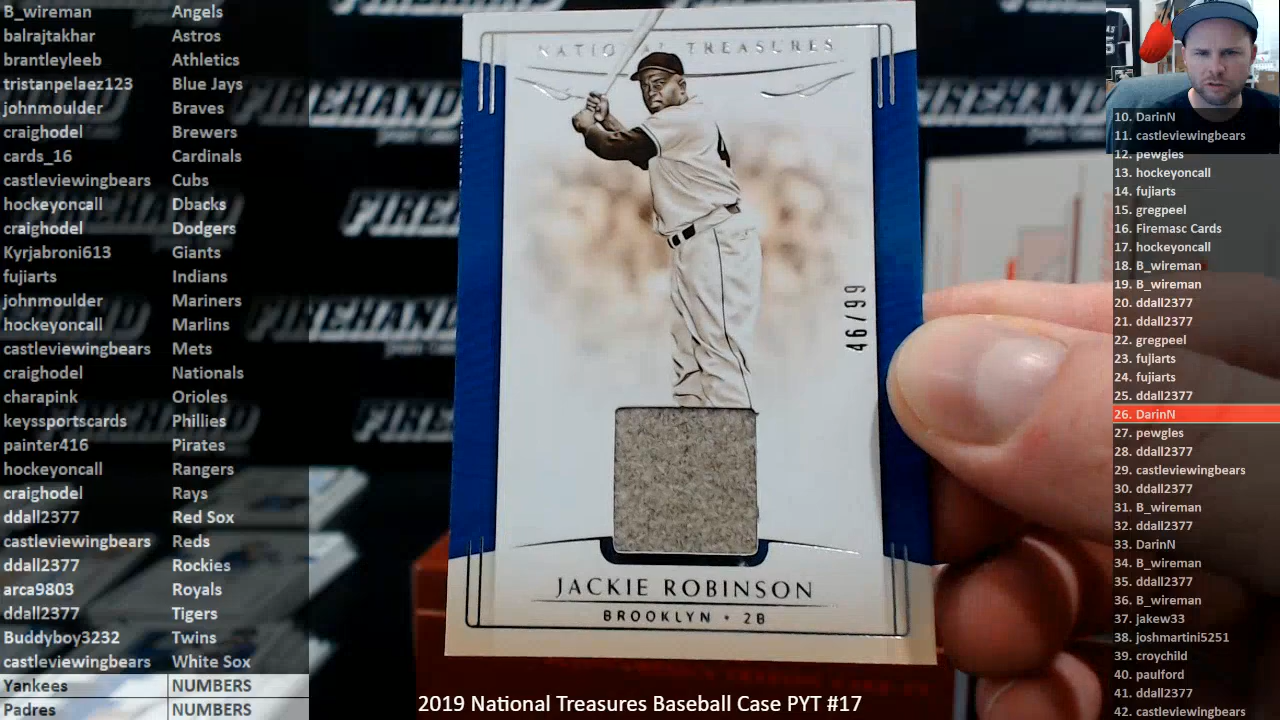 B_wireman Angels
balrajtakhar Astros
brantleyleeb Athletics
tristanpelaez123 Blue Jays
johnmoulder Braves
craighodel Brewers
cards_16 Cardinals
castleviewingbears Cubs
hockeyoncall Dbacks
craighodel Dodgers
Kyrjabroni613 Giants
fujiarts Indians
johnmoulder Mariners
hockeyoncall Marlins
castleviewingbears Mets
craighodel Nationals
charapink Orioles
keyssportscards Phillies
painter416 Pirates
hockeyoncall Rangers
craighodel Rays
ddall2377 Red Sox
castleviewingbears Reds
ddall2377 Rockies
arca9803 Royals
ddall2377 Tigers
Buddyboy3232 Twins
castleviewingbears White Sox
Yankees NUMBERS
Padres NUMBERS
FIREHAND
NATIONAL TREASURES
46/99
JACKIE ROBINSON
BROOKLYN • 2B
2019 National Treasures Baseball Case PYT #17
10. DarinN
11. castleviewingbears
12. pewgles
13. hockeyoncall
14. fujiarts
15. gregpeel
16. Firemasc Cards
17. hockeyoncall
18. B_wireman
19. B_wireman
20. ddall2377
21. ddall2377
22. gregpeel
23. fujiarts
24. fujiarts
25. ddall2377
26. DarinN
27. pewgles
28. ddall2377
29. castleviewingbears
30. ddall2377
31. B_wireman
32. ddall2377
33. DarinN
34. B_wireman
35. ddall2377
36. B_wireman
37. jakew33
38. joshmartini5251
39. croychild
40. paulford
41. ddall2377
42. castleviewingbears